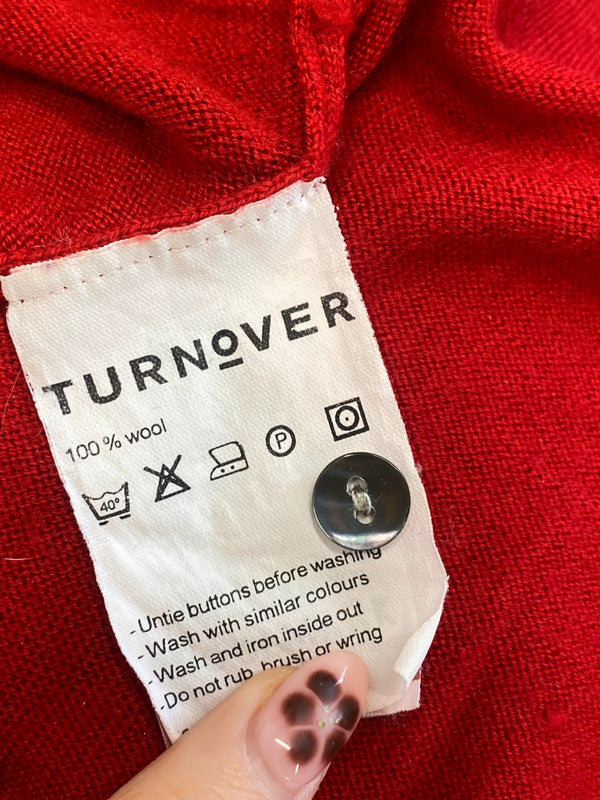 TURNOVER
100 % wool
40°
P
-Untie buttons before washing
-Wash with similar colours
-Wash and iron inside out
-Do not rub, brush or wring